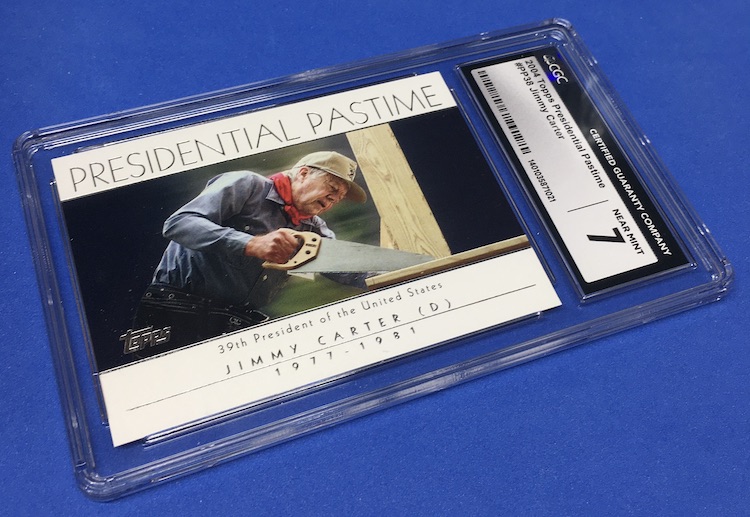 PRESIDENTIAL PASTIME
topps
39th President of the United States
JIMMY CARTER (D)
1977-1981
CGC
2004 Topps Presidential Pastime
#PP38 Jimmy Carter
1401035871021
7
NEAR MINT
CERTIFIED GUARANTY COMPANY